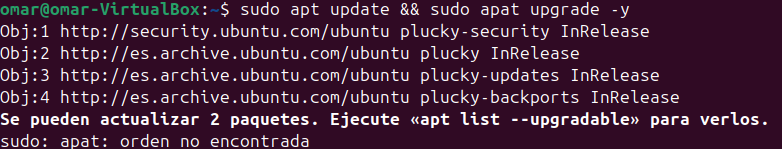 omar@omar-VirtualBox:~$ sudo apt update && sudo apat upgrade -y
Obj:1 http://security.ubuntu.com/ubuntu plucky-security InRelease
Obj:2 http://es.archive.ubuntu.com/ubuntu plucky InRelease
Obj:3 http://es.archive.ubuntu.com/ubuntu plucky-updates InRelease
Obj:4 http://es.archive.ubuntu.com/ubuntu plucky-backports InRelease
Se pueden actualizar 2 paquetes. Ejecute «apt list --upgradable» para verlos.
sudo: apat: orden no encontrada